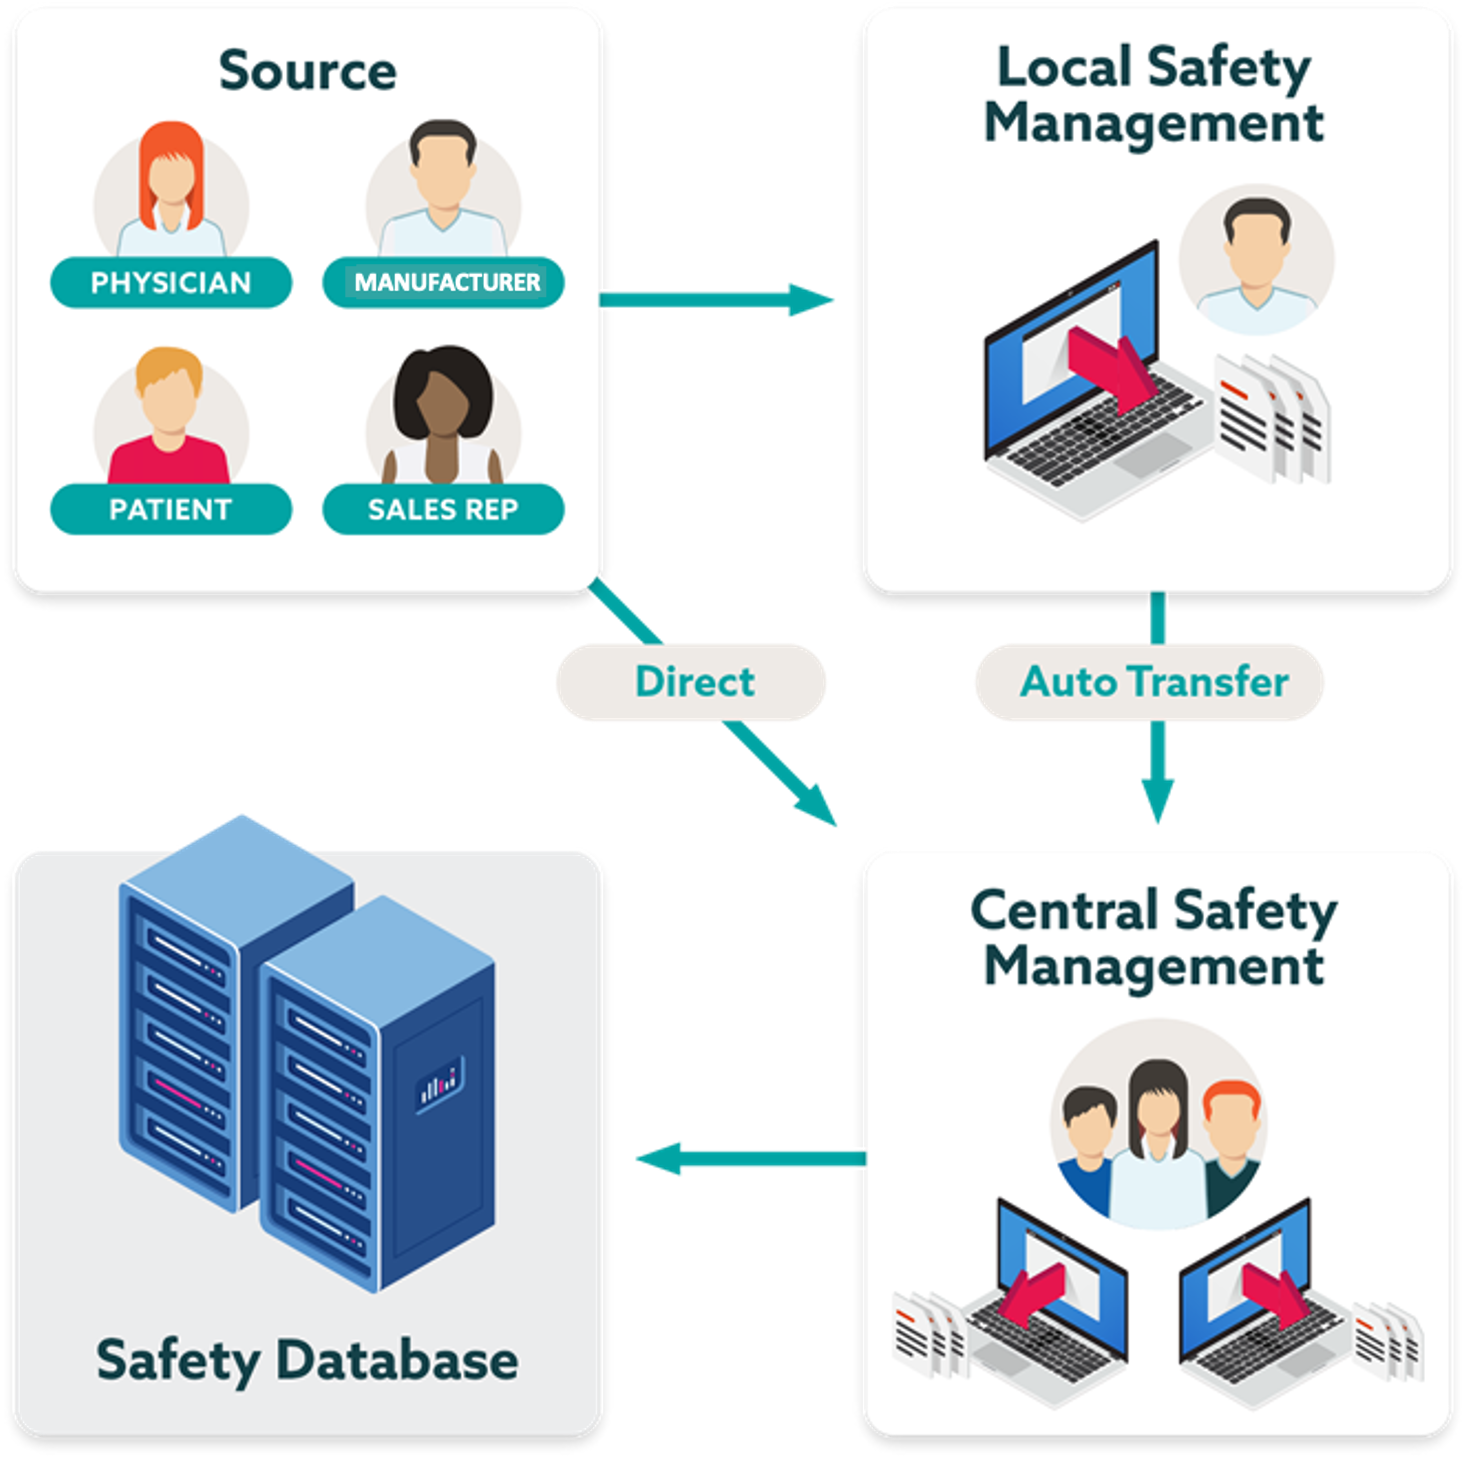 Source
PHYSICIAN
MANUFACTURER
PATIENT
SALES REP
Local Safety
Management
Direct
Auto Transfer
Central Safety
Management
Safety Database